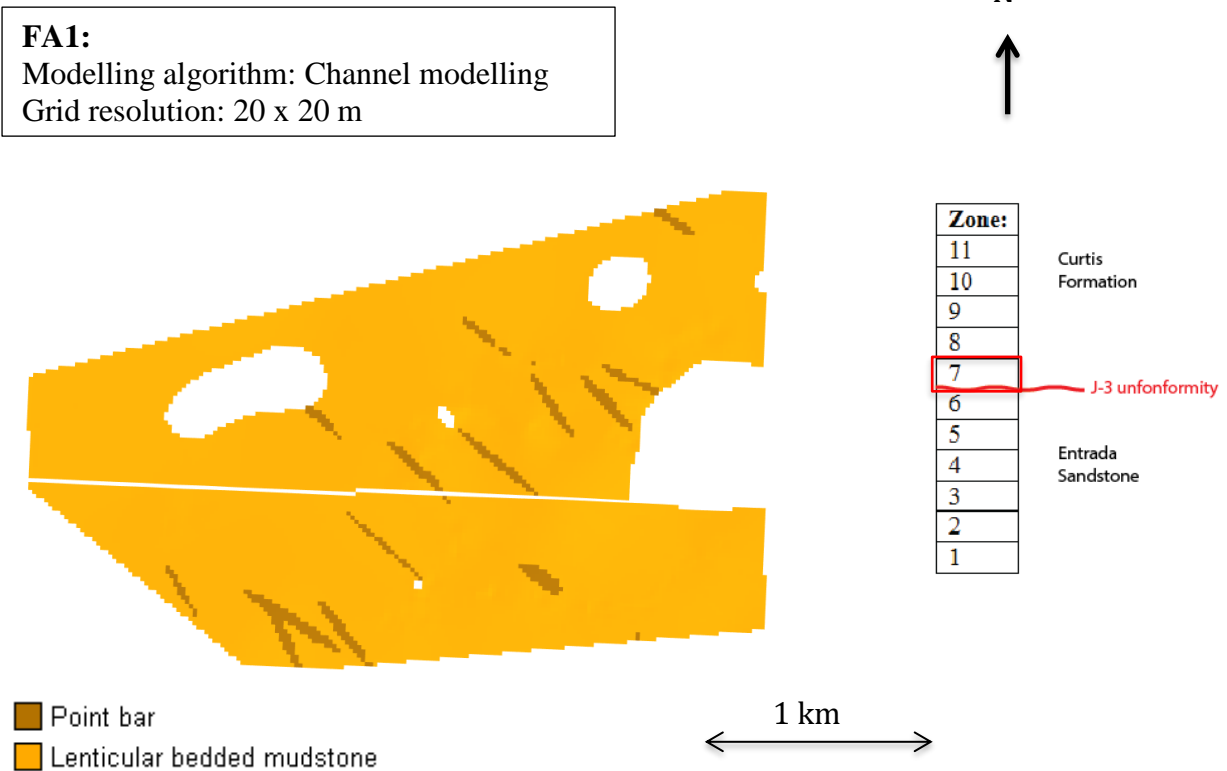 N
FA1:
Modelling algorithm: Channel modelling
Grid resolution: 20 x 20 m
Zone:
11
10
9
8
7
6
5
4
3
2
1
Curtis
Formation
J-3 unfonformity
Entrada
Sandstone
Point bar
Lenticular bedded mudstone
1 km